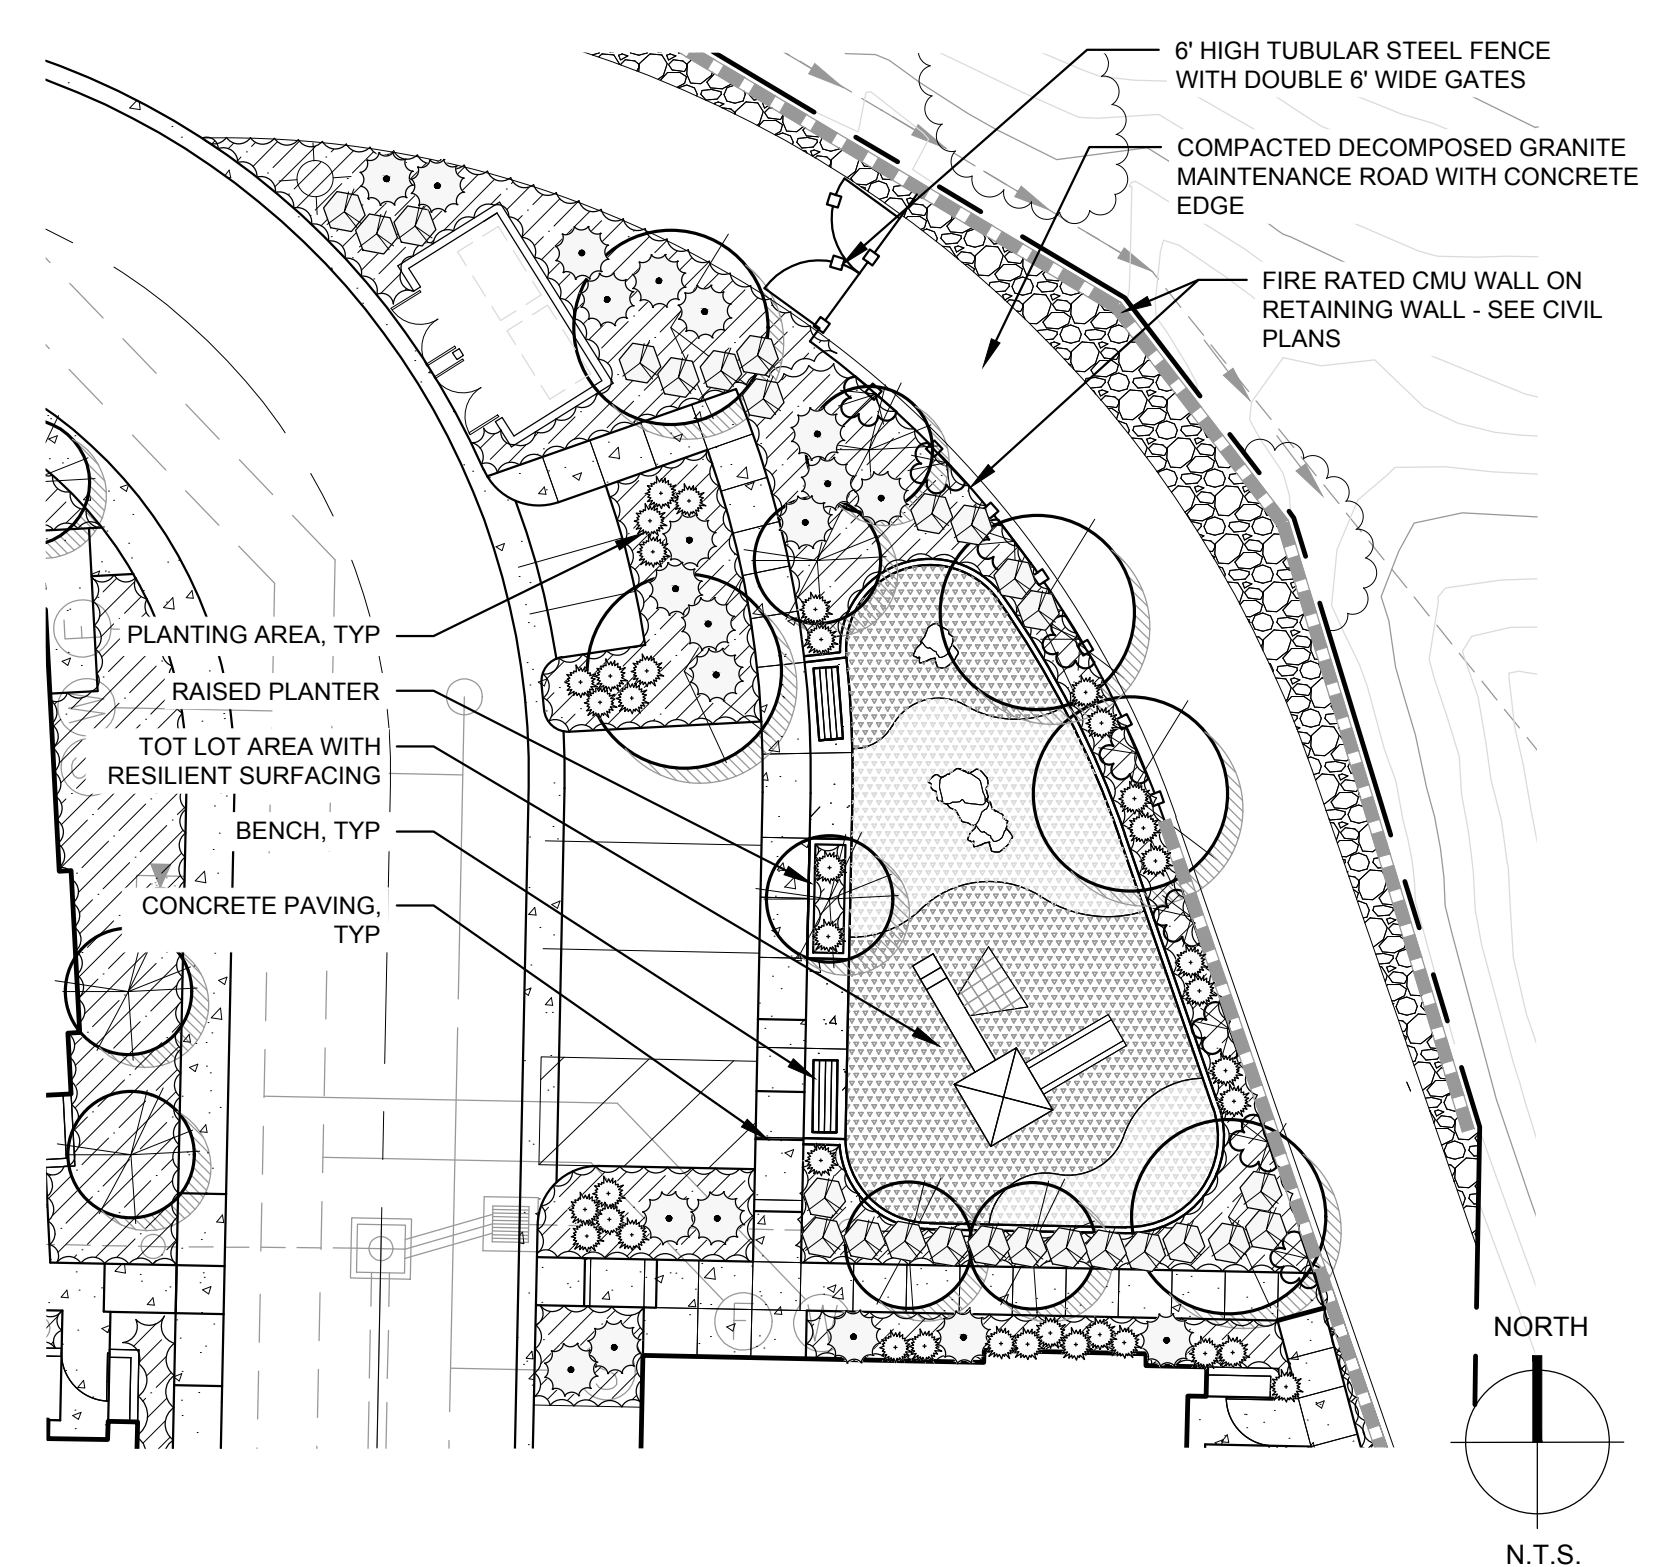 6' HIGH TUBULAR STEEL FENCE
WITH DOUBLE 6' WIDE GATES
COMPACTED DECOMPOSED GRANITE
MAINTENANCE ROAD WITH CONCRETE
EDGE
FIRE RATED CMU WALL ON
RETAINING WALL - SEE CIVIL
PLANS
PLANTING AREA, TYP
RAISED PLANTER
TOT LOT AREA WITH
RESILIENT SURFACING
BENCH, TYP
CONCRETE PAVING,
TYP
NORTH
N.T.S.